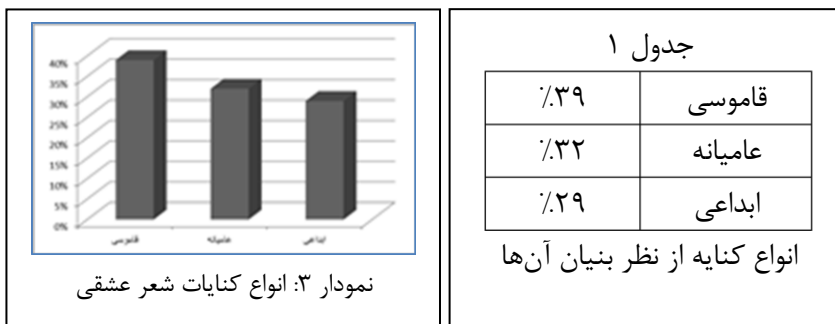 جدول ۱
قاموسی ۳۹٪
عامیانه ۳۲٪
ابداعی ۲۹٪
انواع کنایه از نظر بنیان آن‌ها
40%
35%
30%
25%
20%
15%
10%
5%
0%
قاموسی عامیانه ابداعی
نمودار ۳: انواع کنایات شعر عشقی